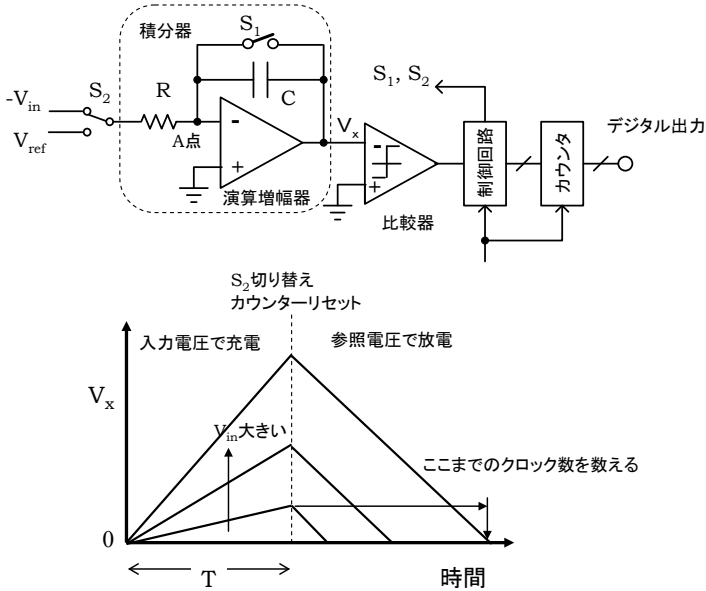 積分器
S1
S2
R
C
-Vin
Vref
A点
-
+
演算増幅器
Vx
-
+
比較器
S1, S2
制御回路
カウンタ
デジタル出力
S2切り替え
カウンターリセット
入力電圧で充電
参照電圧で放電
Vx
Vin大きい
ここまでのクロック数を数える
0
T
時間